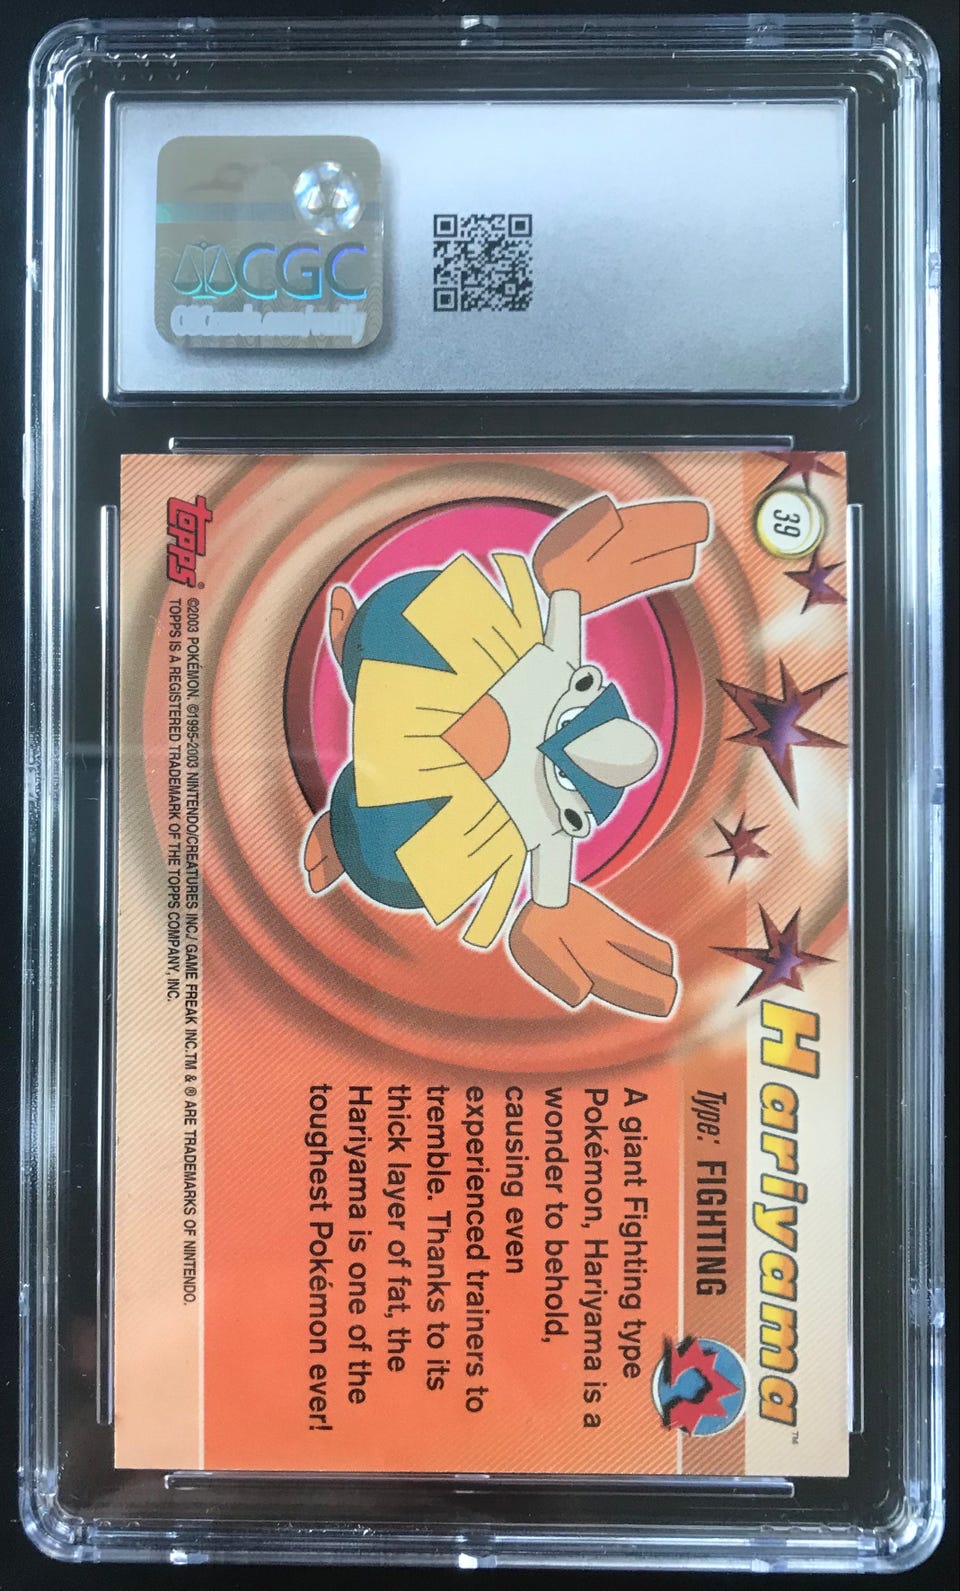 CGC
39
Hariyama™
Type: FIGHTING
A giant Fighting type
Pokémon, Hariyama is a
wonder to behold,
causing even
experienced trainers to
tremble. Thanks to its
thick layer of fat, the
Hariyama is one of the
toughest Pokémon ever!
topps®
©2003 POKÉMON. ©1995-2003 NINTENDO/CREATURES INC./ GAME FREAK INC.TM & ® ARE TRADEMARKS OF NINTENDO.
TOPPS IS A REGISTERED TRADEMARK OF THE TOPPS COMPANY, INC.